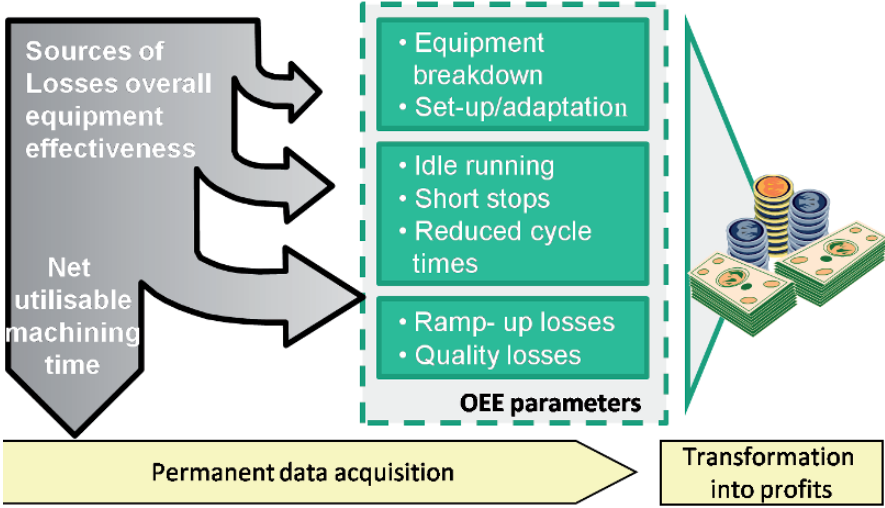 Sources of
Losses overall
equipment
effectiveness
Net
utilisable
machining
time
• Equipment
breakdown
• Set-up/adaptation
• Idle running
• Short stops
• Reduced cycle
times
• Ramp- up losses
• Quality losses
OEE parameters
Permanent data acquisition
Transformation
into profits